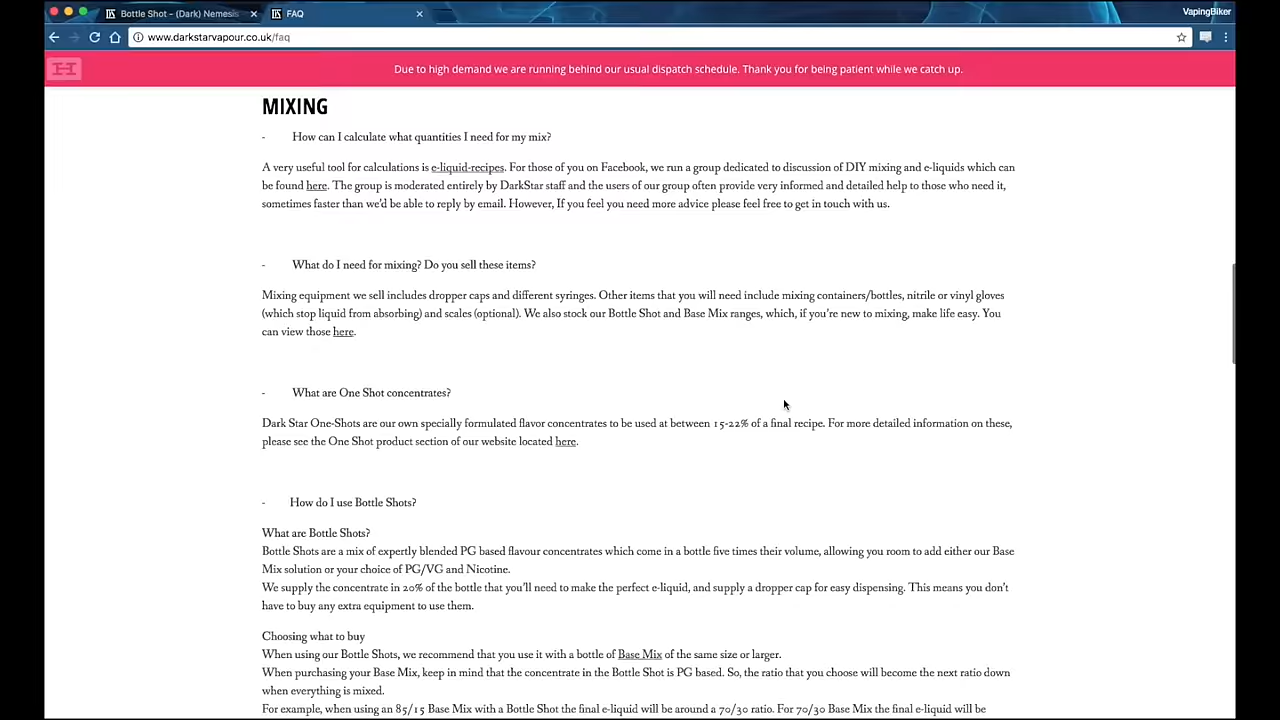 Bottle Shot - (Dark) Nemesis
FAQ
VapingBiker
www.darkstarvapour.co.uk/faq
Due to high demand we are running behind our usual dispatch schedule. Thank you for being patient while we catch up.
MIXING
- How can I calculate what quantities I need for my mix?
A very useful tool for calculations is e-liquid-recipes. For those of you on Facebook, we run a group dedicated to discussion of DIY mixing and e-liquids which can
be found here. The group is moderated entirely by DarkStar staff and the users of our group often provide very informed and detailed help to those who need it,
sometimes faster than we'd be able to reply by email. However, If you feel you need more advice please feel free to get in touch with us.
- What do I need for mixing? Do you sell these items?
Mixing equipment we sell includes dropper caps and different syringes. Other items that you will need include mixing containers/bottles, nitrile or vinyl gloves
(which stop liquid from absorbing) and scales (optional). We also stock our Bottle Shot and Base Mix ranges, which, if you're new to mixing, make life easy. You
can view those here.
- What are One Shot concentrates?
Dark Star One-Shots are our own specially formulated flavor concentrates to be used at between 15-22% of a final recipe. For more detailed information on these,
please see the One Shot product section of our website located here.
- How do I use Bottle Shots?
What are Bottle Shots?
Bottle Shots are a mix of expertly blended PG based flavour concentrates which come in a bottle five times their volume, allowing you room to add either our Base
Mix solution or your choice of PG/VG and Nicotine.
We supply the concentrate in 20% of the bottle that you'll need to make the perfect e-liquid, and supply a dropper cap for easy dispensing. This means you don't
have to buy any extra equipment to use them.
Choosing what to buy
When using our Bottle Shots, we recommend that you use it with a bottle of Base Mix of the same size or larger.
When purchasing your Base Mix, keep in mind that the concentrate in the Bottle Shot is PG based. So, the ratio that you choose will become the next ratio down
when everything is mixed.
For example, when using an 85/15 Base Mix with a Bottle Shot the final e-liquid will be around a 70/30 ratio. For 70/30 Base Mix the final e-liquid will be